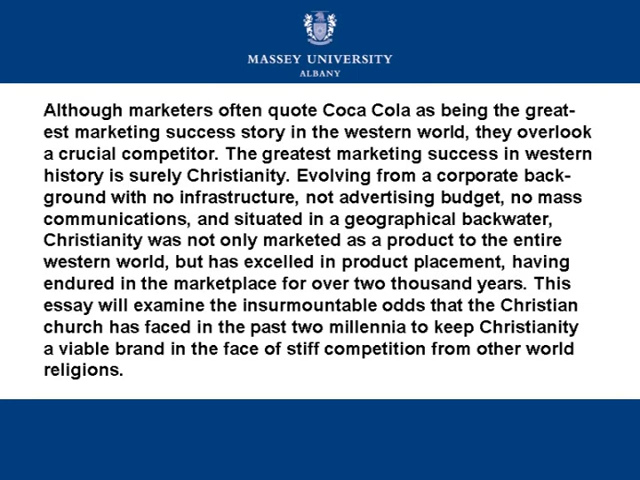 MASSEY UNIVERSITY
ALBANY
Although marketers often quote Coca Cola as being the great-
est marketing success story in the western world, they overlook
a crucial competitor. The greatest marketing success in western
history is surely Christianity. Evolving from a corporate back-
ground with no infrastructure, not advertising budget, no mass
communications, and situated in a geographical backwater,
Christianity was not only marketed as a product to the entire
western world, but has excelled in product placement, having
endured in the marketplace for over two thousand years. This
essay will examine the insurmountable odds that the Christian
church has faced in the past two millennia to keep Christianity
a viable brand in the face of stiff competition from other world
religions.